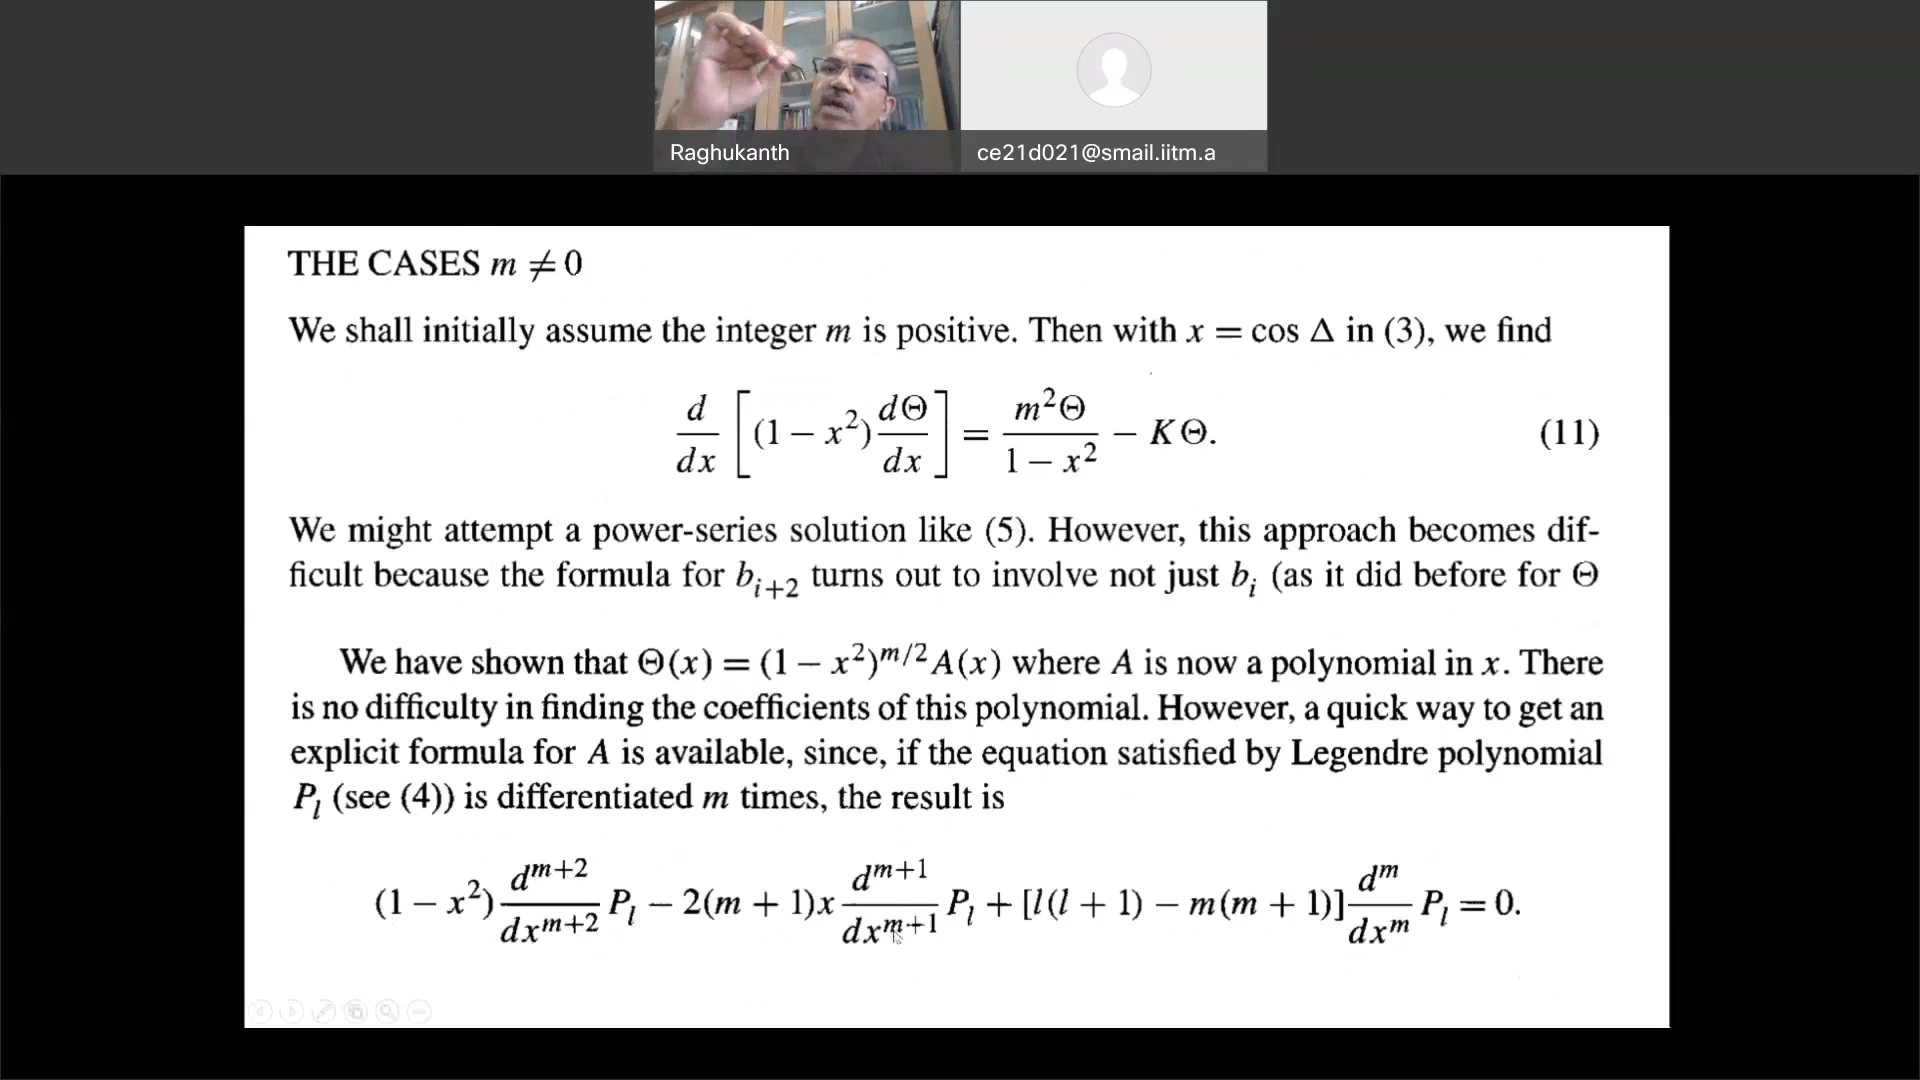 Raghukanth
ce21d021@smail.iitm.a
THE CASES m ≠ 0
We shall initially assume the integer m is positive. Then with x = cos Δ in (3), we find
d/dx [(1 − x²) dΘ/dx] = m²Θ/(1 − x²) − KΘ. (11)
We might attempt a power-series solution like (5). However, this approach becomes dif-
ficult because the formula for b_{i+2} turns out to involve not just b_i (as it did before for Θ
We have shown that Θ(x) = (1 − x²)^{m/2} A(x) where A is now a polynomial in x. There
is no difficulty in finding the coefficients of this polynomial. However, a quick way to get an
explicit formula for A is available, since, if the equation satisfied by Legendre polynomial
P_l (see (4)) is differentiated m times, the result is
(1 − x²) d^{m+2}/dx^{m+2} P_l − 2(m + 1)x d^{m+1}/dx^{m+1} P_l + [l(l + 1) − m(m + 1)] d^m/dx^m P_l = 0.